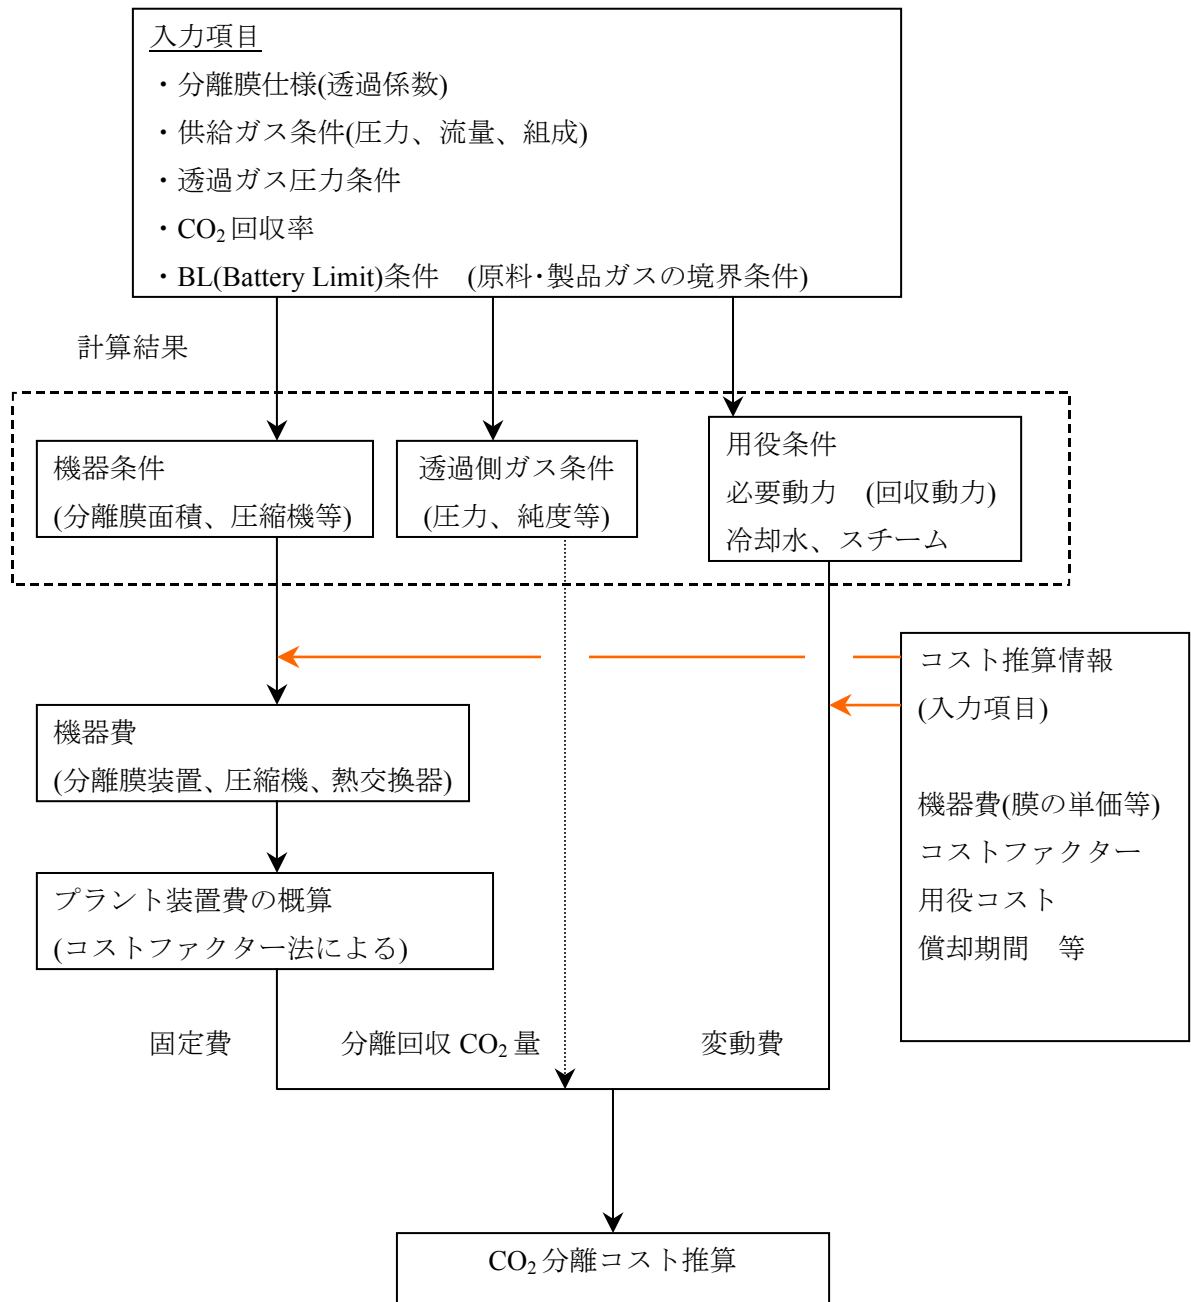 入力項目
・分離膜仕様(透過係数)
・供給ガス条件(圧力、流量、組成)
・透過ガス圧力条件
・CO₂回収率
・BL(Battery Limit)条件　(原料･製品ガスの境界条件)
計算結果
機器条件
(分離膜面積、圧縮機等)
透過側ガス条件
(圧力、純度等)
用役条件
必要動力　(回収動力)
冷却水、スチーム
コスト推算情報
(入力項目)
機器費(膜の単価等)
コストファクター
用役コスト
償却期間　等
機器費
(分離膜装置、圧縮機、熱交換器)
プラント装置費の概算
(コストファクター法による)
固定費
分離回収 CO₂ 量
変動費
CO₂ 分離コスト推算